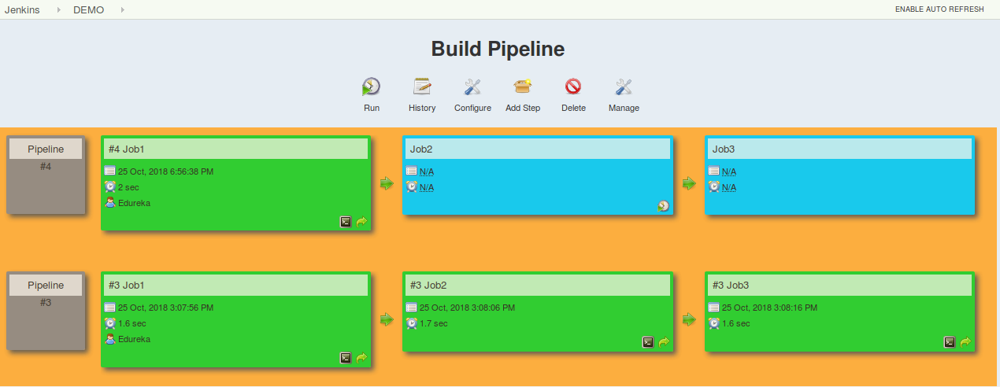 Jenkins DEMO ENABLE AUTO REFRESH
Build Pipeline
Run History Configure Add Step Delete Manage
Pipeline
#4
#4 Job1
25 Oct, 2018 6:56:38 PM
2 sec
Edureka
Job2
N/A
N/A
Job3
N/A
N/A
Pipeline
#3
#3 Job1
25 Oct, 2018 3:07:56 PM
1.6 sec
Edureka
#3 Job2
25 Oct, 2018 3:08:06 PM
1.7 sec
#3 Job3
25 Oct, 2018 3:08:16 PM
1.6 sec